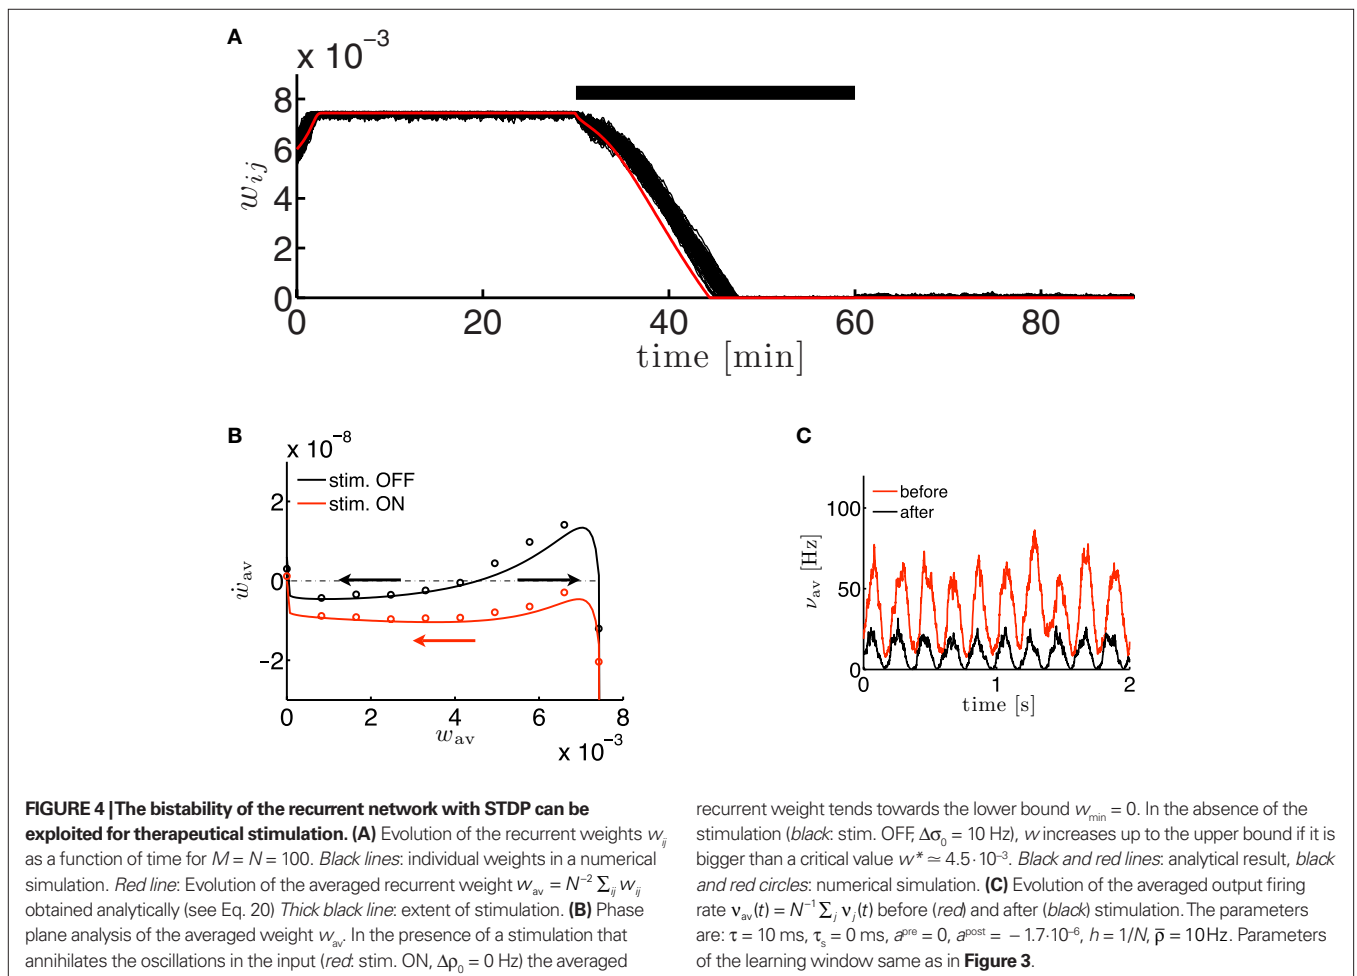 A
x 10⁻³
8
6
4
2
0
w_ij
0 20 40 60 80
time [min]
B
x 10⁻⁸
stim. OFF
stim. ON
2
0
−2
ẇ_av
0 2 4 6 8
w_av
x 10⁻³
C
before
after
100
50
0
ν_av [Hz]
0 1 2
time [s]
FIGURE 4 | The bistability of the recurrent network with STDP can be
exploited for therapeutical stimulation. (A) Evolution of the recurrent weights w_ij
as a function of time for M = N = 100. Black lines: individual weights in a numerical
simulation. Red line: Evolution of the averaged recurrent weight w_av = N⁻² ∑_ij w_ij
obtained analytically (see Eq. 20) Thick black line: extent of stimulation. (B) Phase
plane analysis of the averaged weight w_av. In the presence of a stimulation that
annihilates the oscillations in the input (red: stim. ON, Δρ₀ = 0 Hz) the averaged
recurrent weight tends towards the lower bound w_min = 0. In the absence of the
stimulation (black: stim. OFF, Δσ₀ = 10 Hz), w increases up to the upper bound if it is
bigger than a critical value w* ≃ 4.5·10⁻³. Black and red lines: analytical result, black
and red circles: numerical simulation. (C) Evolution of the averaged output firing
rate ν_av(t) = N⁻¹ ∑_j ν_j(t) before (red) and after (black) stimulation. The parameters
are: τ = 10 ms, τ_s = 0 ms, a^pre = 0, a^post = − 1.7·10⁻⁶, h = 1/N, ρ̄ = 10Hz. Parameters
of the learning window same as in Figure 3.